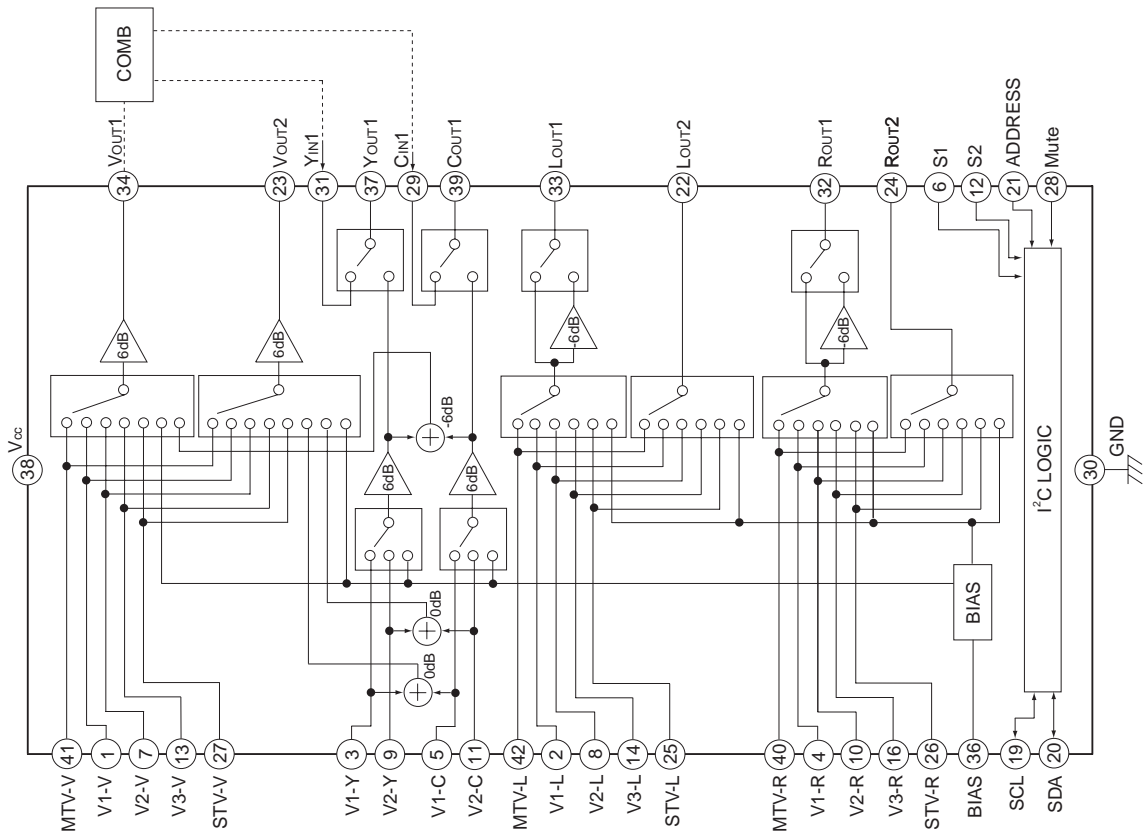 Vcc
38
MTV-V 41
V1-V 1
V2-V 7
V3-V 13
STV-V 27
V1-Y 3
V2-Y 9
V1-C 5
V2-C 11
MTV-L 42
V1-L 2
V2-L 8
V3-L 14
STV-L 25
MTV-R 40
V1-R 4
V2-R 10
V3-R 16
STV-R 26
BIAS 36
SCL 19
SDA 20
6dB
6dB
0dB
0dB
6dB
6dB
-6dB
-6dB
-6dB
BIAS
I²C LOGIC
COMB
34 VOUT1
23 VOUT2
31 YIN1
37 YOUT1
29 CIN1
39 COUT1
33 LOUT1
22 LOUT2
32 ROUT1
24 ROUT2
6 S1
12 S2
21 ADDRESS
28 Mute
30
GND